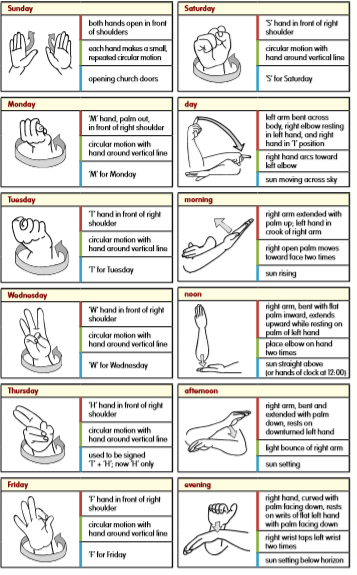 Sunday
both hands open in front
of shoulders
each hand makes a small,
repeated circular motion
opening church doors
Monday
'M' hand, palm out,
in front of right shoulder
circular motion with
hand around vertical line
'M' for Monday
Tuesday
'T' hand in front of right
shoulder
circular motion with
hand around vertical line
'T' for Tuesday
Wednesday
'W' hand in front of right
shoulder
circular motion with
hand around vertical line
'W' for Wednesday
Thursday
'H' hand in front of right
shoulder
circular motion with
hand around vertical line
used to be signed
'T' + 'H'; now 'H' only
Friday
'F' hand in front of right
shoulder
circular motion with
hand around vertical line
'F' for Friday
Saturday
'S' hand in front of right
shoulder
circular motion with
hand around vertical line
'S' for Saturday
day
left arm bent across
body, right elbow resting
in left hand, and right
hand in '1' position
right hand arcs toward
left elbow
sun moving across sky
morning
right arm extended with
palm up; left hand in
crook of right arm
right open palm moves
toward face two times
sun rising
noon
right arm, bent with flat
palm inward, extends
upward while resting on
palm of left hand
place elbow on hand
two times
sun straight above
(or hands of clock at 12:00)
afternoon
right arm, bent and
extended with palm
down, rests on
downturned left hand
light bounce of right arm
sun setting
evening
right hand, curved with
palm facing down, rests
on writs of flat left hand
with palm facing down
right wrist taps left wrist
two times
sun setting below horizon